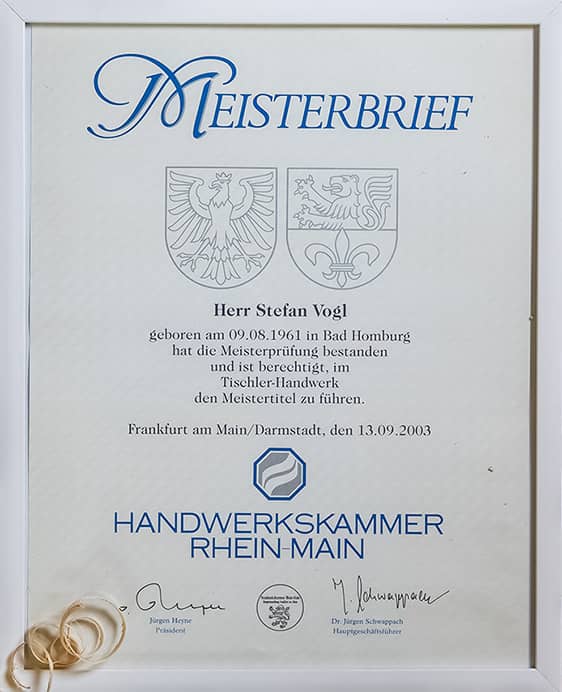 MEISTERBRIEF
Herr Stefan Vogl
geboren am 09.08.1961 in Bad Homburg
hat die Meisterprüfung bestanden
und ist berechtigt, im
Tischler-Handwerk
den Meistertitel zu führen.
Frankfurt am Main/Darmstadt, den 13.09.2003
HANDWERKSKAMMER
RHEIN-MAIN
J. Schwappach
Jürgen Heyne
Präsident
Dr. Jürgen Schwappach
Hauptgeschäftsführer